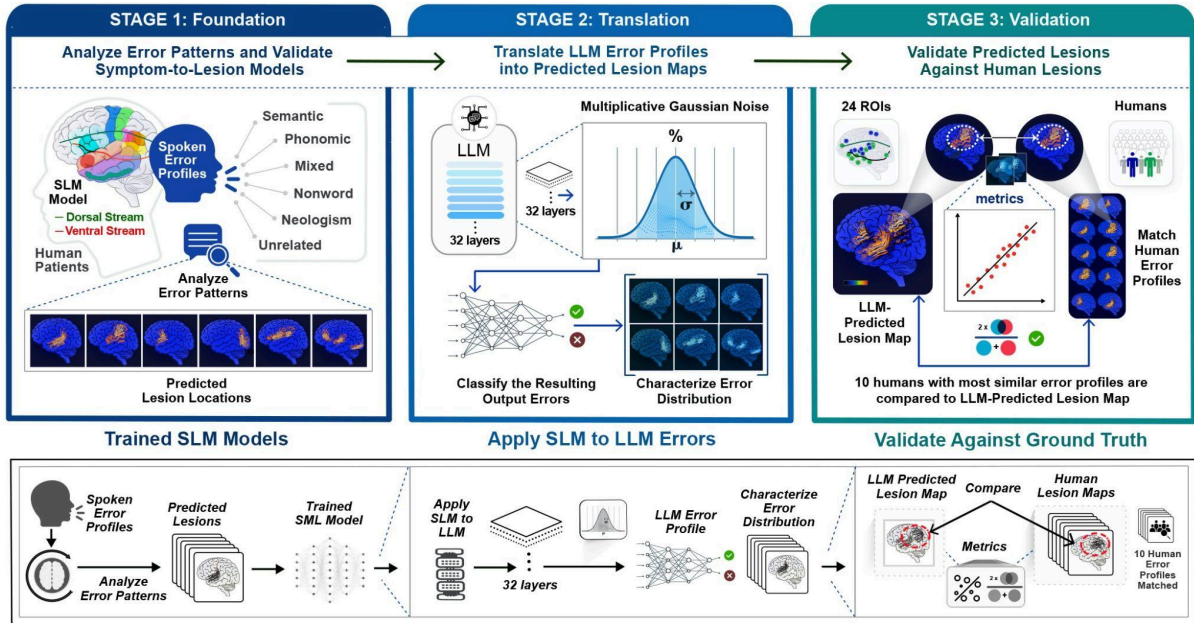 STAGE 1: Foundation
Analyze Error Patterns and Validate
Symptom-to-Lesion Models
SLM
Model
– Dorsal Stream
– Ventral Stream
Human
Patients
Spoken
Error
Profiles
Semantic
Phonomic
Mixed
Nonword
Neologism
Unrelated
Analyze
Error Patterns
Predicted
Lesion Locations
STAGE 2: Translation
Translate LLM Error Profiles
into Predicted Lesion Maps
LLM
32 layers
32 layers
Multiplicative Gaussian Noise
%
σ
μ
Classify the Resulting
Output Errors
Characterize Error
Distribution
STAGE 3: Validation
Validate Predicted Lesions
Against Human Lesions
24 ROIs
Humans
metrics
LLM-
Predicted
Lesion Map
2 x
+
Match
Human
Error
Profiles
10 humans with most similar error profiles are
compared to LLM-Predicted Lesion Map
Trained SLM Models
Apply SLM to LLM Errors
Validate Against Ground Truth
Spoken
Error
Profiles
Analyze
Error Patterns
Predicted
Lesions
Trained
SML Model
Apply
SLM to
LLM
32 layers
LLM Error
Profile
Characterize
Error
Distribution
LLM Predicted
Lesion Map
Compare
Human
Lesion Maps
Metrics
2 x
+
10 Human
Error
Profiles
Matched